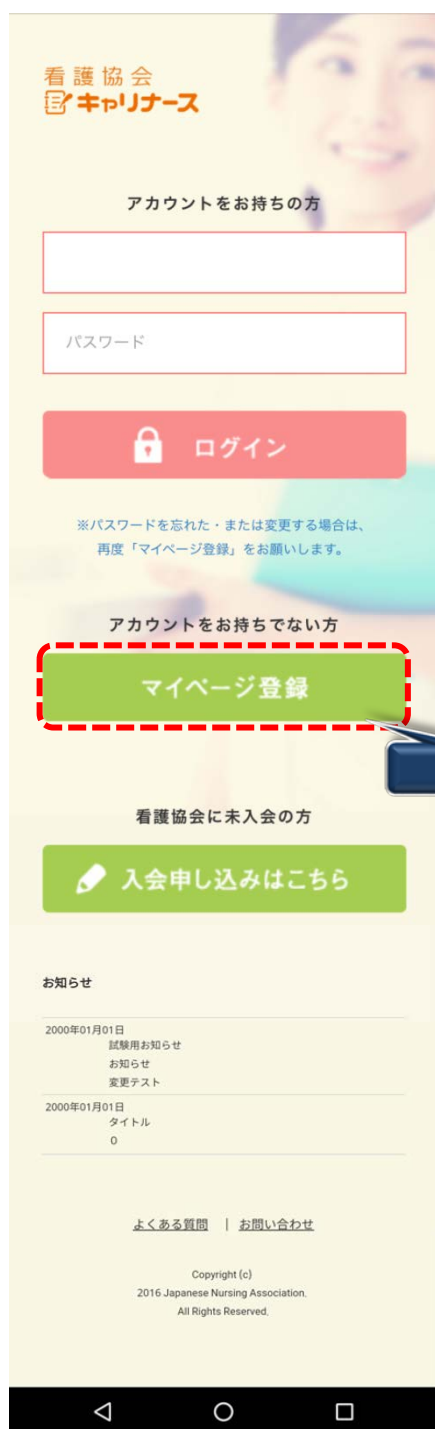 看護協会
キャリナース
アカウントをお持ちの方
パスワード
ログイン
※パスワードを忘れた・または変更する場合は、
再度「マイページ登録」をお願いします。
アカウントをお持ちでない方
マイページ登録
看護協会に未入会の方
入会申し込みはこちら
お知らせ
2000年01月01日
試験用お知らせ
お知らせ
変更テスト
2000年01月01日
タイトル
0
よくある質問 | お問い合わせ
Copyright (c)
2016 Japanese Nursing Association.
All Rights Reserved.